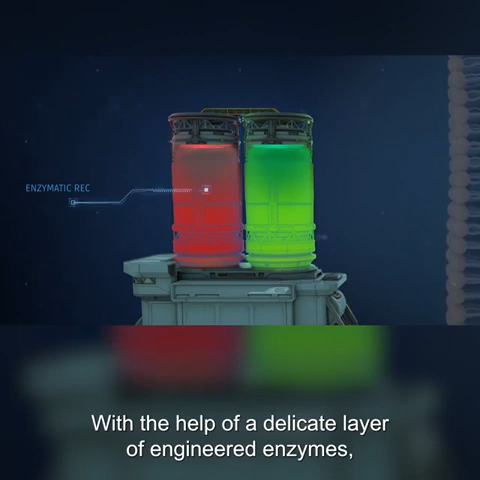 ENZYMATIC REC
With the help of a delicate layer
of engineered enzymes,